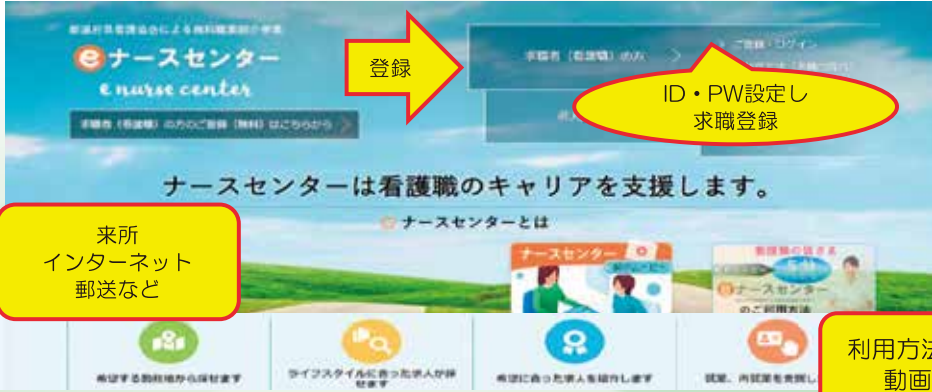 都道府県看護協会による無料職業紹介事業
eナースセンター
e nurse center
求職者（看護職）の方のご登録（無料）はこちらから
登録
求職者（看護職）の方
ご登録・ログイン
ID・PW設定し
求職登録
ナースセンターは看護職のキャリアを支援します。
ナースセンターとは
来所
インターネット
郵送など
ナースセンター
看護職の皆さま
eナースセンター
のご利用方法
希望する勤務地から探せます
ライフスタイルに合った求人が探
せます
希望に合った求人を紹介します
利用方法
動画